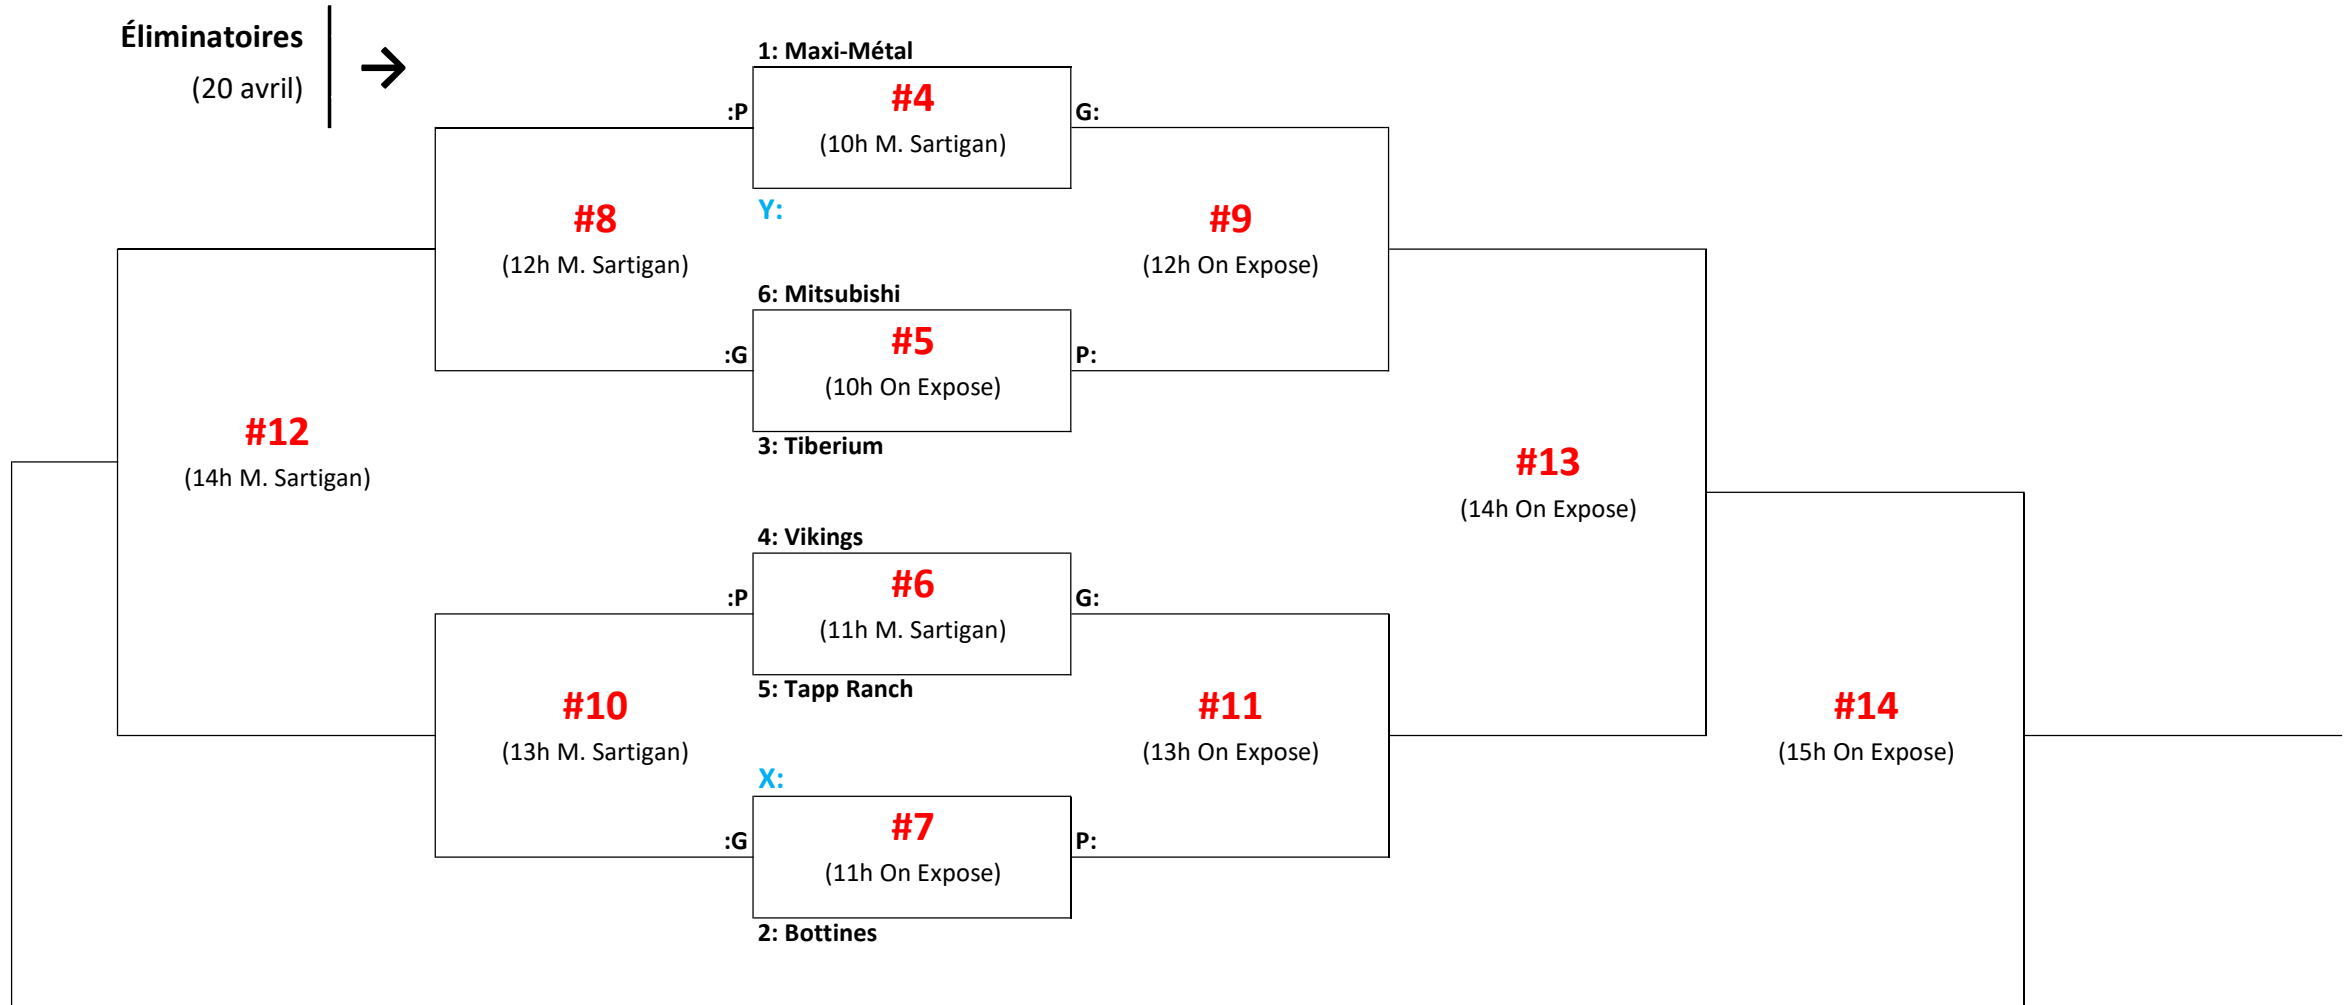 Éliminatoires
(20 avril)
→
1: Maxi-Métal
:P
#4
G:
(10h M. Sartigan)
Y:
#8
(12h M. Sartigan)
#9
(12h On Expose)
6: Mitsubishi
:G
#5
P:
(10h On Expose)
3: Tiberium
#12
(14h M. Sartigan)
#13
(14h On Expose)
4: Vikings
:P
#6
G:
(11h M. Sartigan)
5: Tapp Ranch
#10
(13h M. Sartigan)
#11
(13h On Expose)
#14
(15h On Expose)
X:
:G
#7
P:
(11h On Expose)
2: Bottines